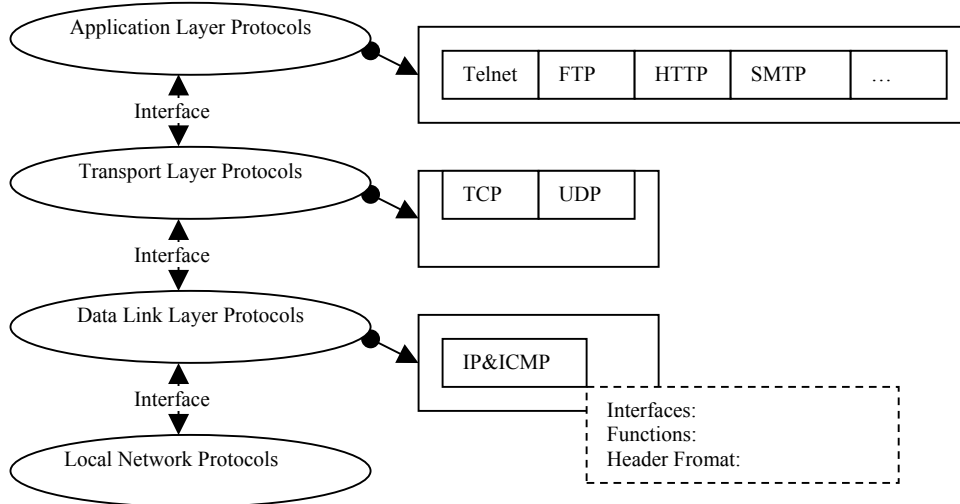 Application Layer Protocols
Telnet FTP HTTP SMTP …
Interface
Transport Layer Protocols
TCP UDP
Interface
Data Link Layer Protocols
IP&ICMP
Interface
Interfaces:
Functions:
Header Fromat:
Local Network Protocols